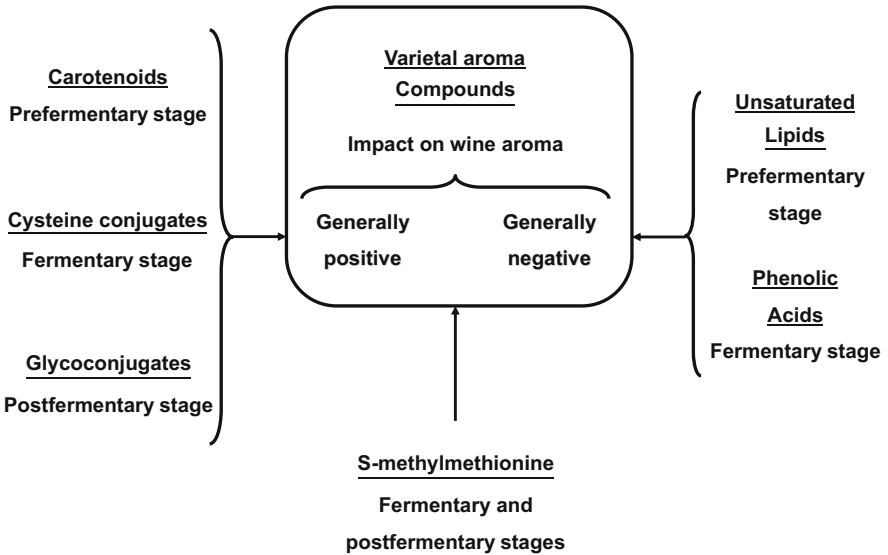 Carotenoids
Prefermentary stage
Cysteine conjugates
Fermentary stage
Glycoconjugates
Postfermentary stage
Varietal aroma
Compounds
Impact on wine aroma
Generally
positive
Generally
negative
Unsaturated
Lipids
Prefermentary
stage
Phenolic
Acids
Fermentary stage
S-methylmethionine
Fermentary and
postfermentary stages